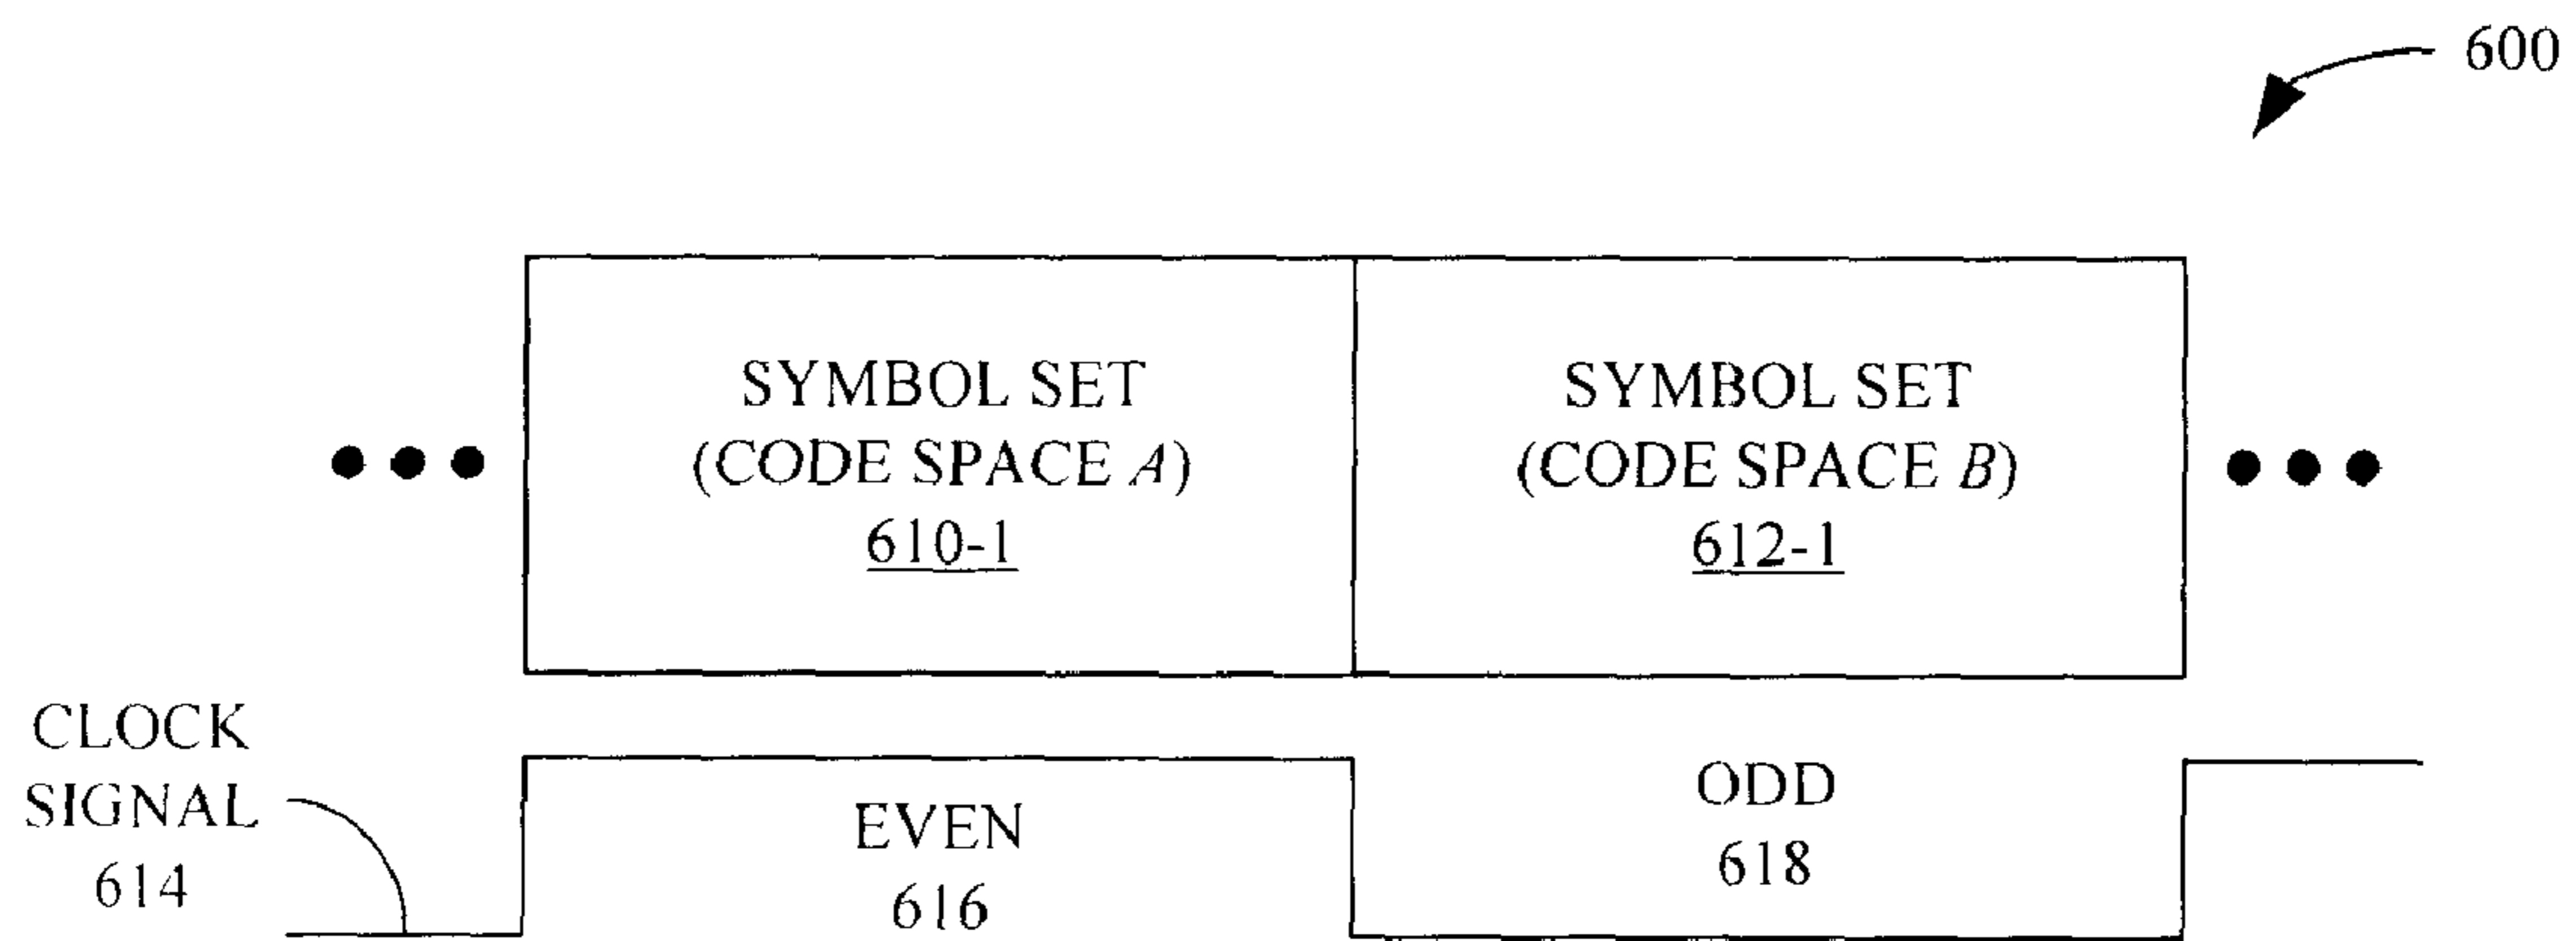 600
SYMBOL SET
(CODE SPACE A)
610-1
SYMBOL SET
(CODE SPACE B)
612-1
CLOCK
SIGNAL
614
EVEN
616
ODD
618